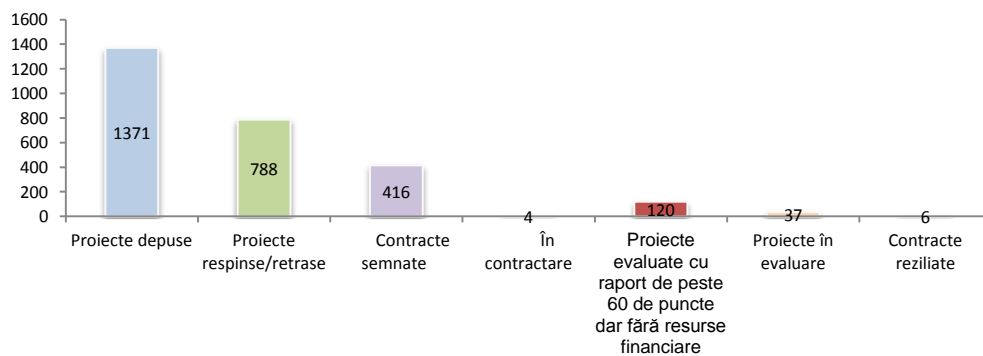 1600
1400
1200
1000
800
600
400
200
0
1371
788
416
4
120
37
6
Proiecte depuse
Proiecte
respinse/retrase
Contracte
semnate
În
contractare
Proiecte
evaluate cu
raport de peste
60 de puncte
dar fără resurse
financiare
Proiecte în
evaluare
Contracte
reziliate